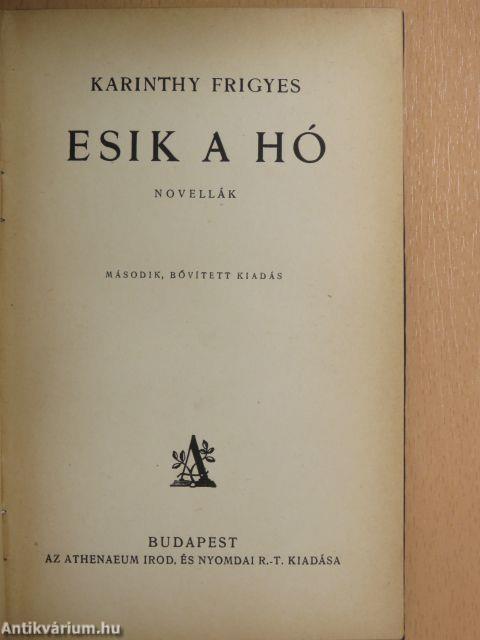 KARINTHY FRIGYES
ESIK A HÓ
NOVELLÁK
MÁSODIK, BŐVÍTETT KIADÁS
A
BUDAPEST
AZ ATHENAEUM IROD. ÉS NYOMDAI R.-T. KIADÁSA
Antikvárium.hu